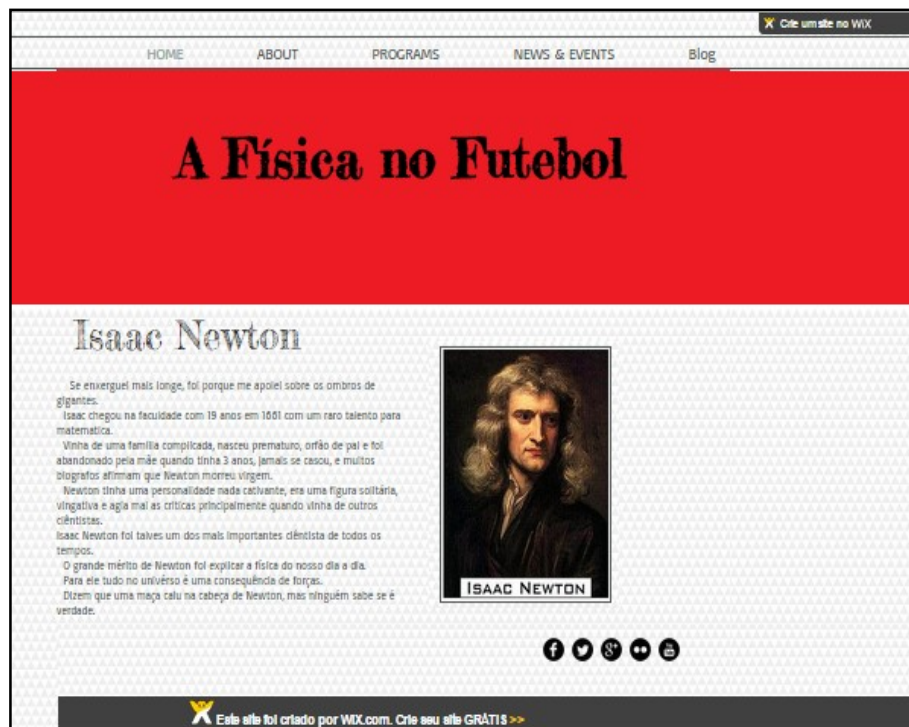 Crie um site no WiX
HOME ABOUT PROGRAMS NEWS & EVENTS Blog
A Física no Futebol
Isaac Newton
Se enxerguei mais longe, foi porque me apoiei sobre os ombros de
gigantes.
Isaac chegou na faculdade com 19 anos em 1661 com um raro talento para
matematica.
Vinha de uma familia complicada, nasceu prematuro, orfão de pai e foi
abandonado pela mãe quando tinha 3 anos, jamais se casou, e muitos
biografos afirmam que Newton morreu virgem.
Newton tinha uma personalidade nada cativante, era uma figura solitária,
vingativa e agia mal as criticas principalmente quando vinha de outros
ciêntistas.
Isaac Newton foi talves um dos mais importantes ciêntista de todos os
tempos.
O grande mérito de Newton foi explicar a física do nosso dia a dia.
Para ele tudo no univérso é uma consequência de forças.
Dizem que uma maça caiu na cabeça de Newton, mas ninguém sabe se é
verdade.
ISAAC NEWTON
Este site foi criado por WIX.com. Crie seu site GRÁTIS >>